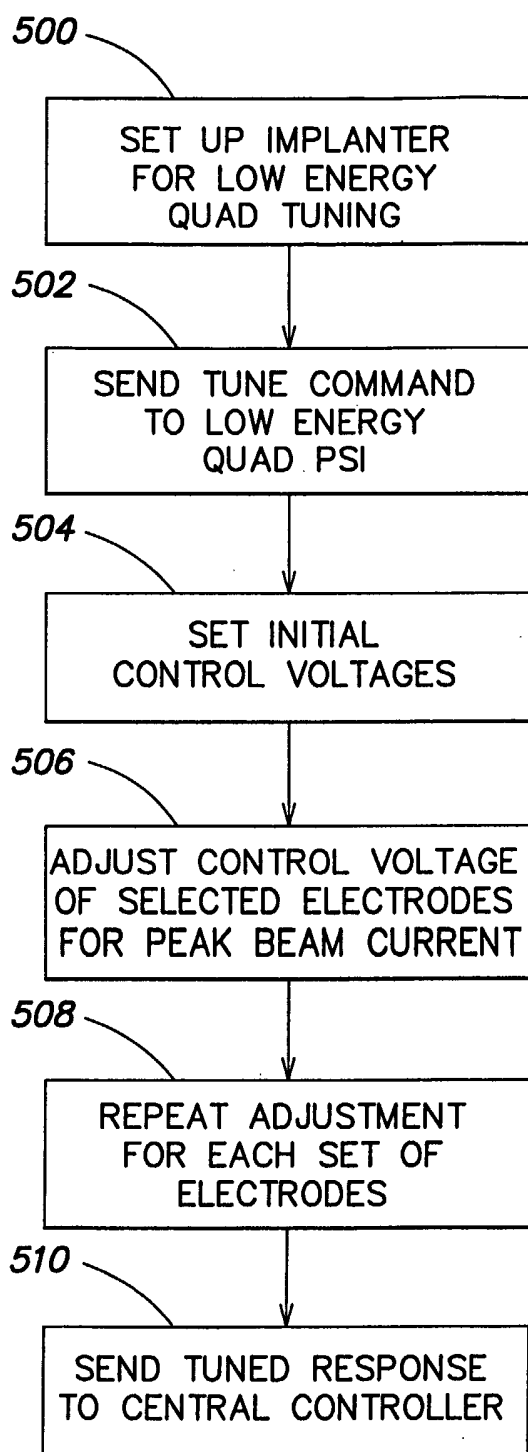 500
SET UP IMPLANTER
FOR LOW ENERGY
QUAD TUNING
502
SEND TUNE COMMAND
TO LOW ENERGY
QUAD PSI
504
SET INITIAL
CONTROL VOLTAGES
506
ADJUST CONTROL VOLTAGE
OF SELECTED ELECTRODES
FOR PEAK BEAM CURRENT
508
REPEAT ADJUSTMENT
FOR EACH SET OF
ELECTRODES
510
SEND TUNED RESPONSE
TO CENTRAL CONTROLLER